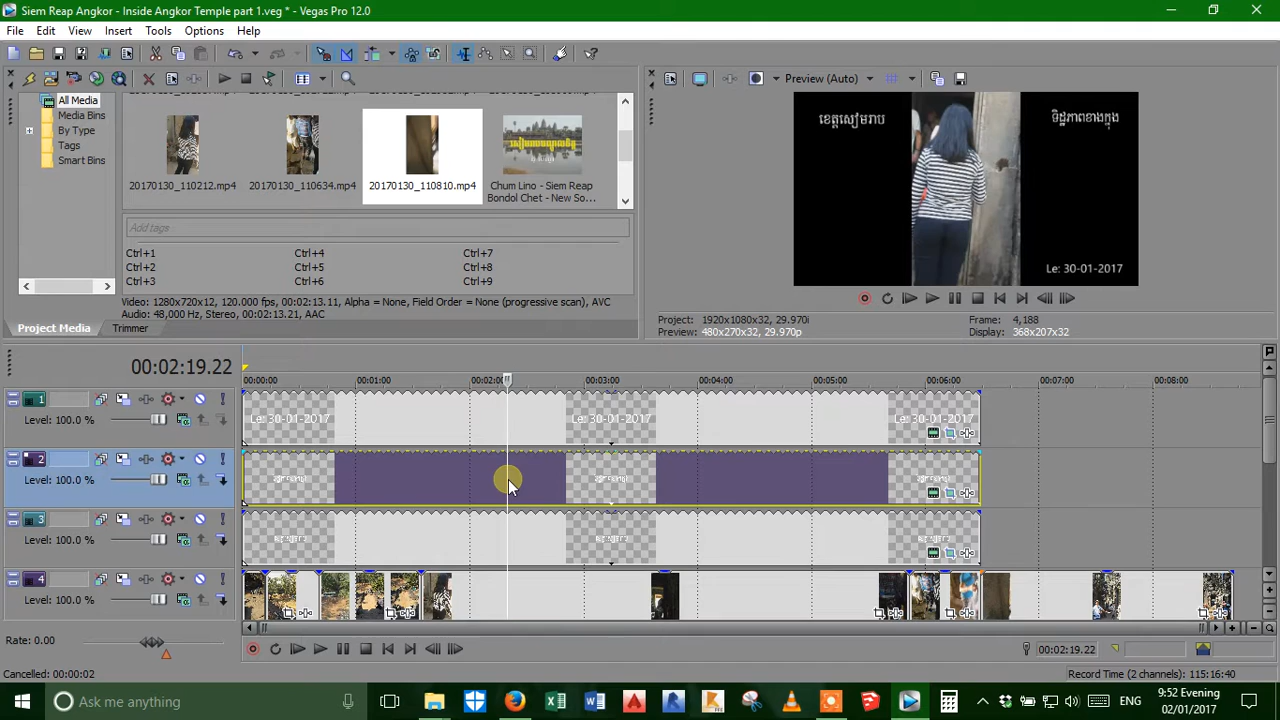 Siem Reap Angkor - Inside Angkor Temple part 1.veg * - Vegas Pro 12.0
File Edit View Insert Tools Options Help
Preview (Auto)
All Media
Media Bins
By Type
Tags
Smart Bins
20170130_110212.mp4 20170130_110634.mp4 20170130_110810.mp4 Chum Lino - Siem Reap
Bondol Chet - New So...
Add tags
Ctrl+1 Ctrl+4 Ctrl+7
Ctrl+2 Ctrl+5 Ctrl+8
Ctrl+3 Ctrl+6 Ctrl+9
Video: 1280x720x12, 120.000 fps, 00:02:13.11, Alpha = None, Field Order = None (progressive scan), AVC
Audio: 48,000 Hz, Stereo, 00:02:13.21, AAC
Project Media Trimmer
ខេត្តសៀមរាប ទិដ្ឋភាពខាងក្នុង
Le: 30-01-2017
Project: 1920x1080x32, 29.970i Frame: 4,188
Preview: 480x270x32, 29.970p Display: 368x207x32
00:02:19.22
00:00:00 00:01:00 00:02:00 00:03:00 00:04:00 00:05:00 00:06:00 00:07:00 00:08:00
1
Level: 100.0 %
Le: 30-01-2017 Le: 30-01-2017 Le: 30-01-2017
2
Level: 100.0 %
3
Level: 100.0 %
4
Level: 100.0 %
Rate: 0.00
00:02:19.22
Cancelled: 00:00:02 Record Time (2 channels): 115:16:40
Ask me anything
ENG
9:52 Evening
02/01/2017